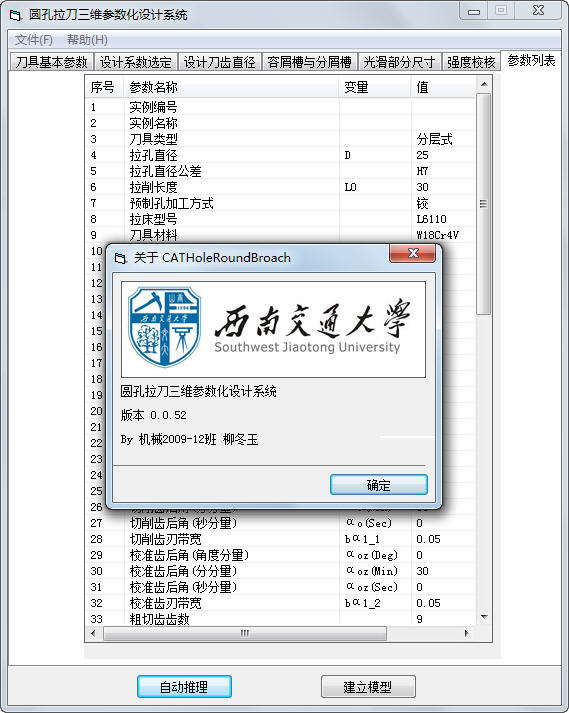 圆孔拉刀三维参数化设计系统
文件(F) 帮助(H)
刀具基本参数 设计系数选定 设计刀齿直径 容屑槽与分屑槽 光滑部分尺寸 强度校核 参数列表
序号 参数名称 变量 值
1 实例编号
2 实例名称
3 刀具类型 分层式
4 拉孔直径 D 25
5 拉孔直径公差 H7
6 拉削长度 L0 30
7 预制孔加工方式 铰
8 拉床型号 L6110
9 刀具材料 W18Cr4V
10
11
12
13
14
15
16
17
18
19
20
21
22
23
24
25
关于 CATHoleRoundBroach
西南交通大学
西南交通大学
Southwest Jiaotong University
圆孔拉刀三维参数化设计系统
版本 0.0.52
By 机械2009-12班 柳冬玉
确定
26
27 切削齿后角(秒分量) αo(Sec) 0
28 切削齿刃带宽 bα1_1 0.05
29 校准齿后角(角度分量) αoz(Deg) 0
30 校准齿后角(分分量) αoz(Min) 30
31 校准齿后角(秒分量) αoz(Sec) 0
32 校准齿刃带宽 bα1_2 0.05
33 粗切齿齿数 9
自动推理 建立模型